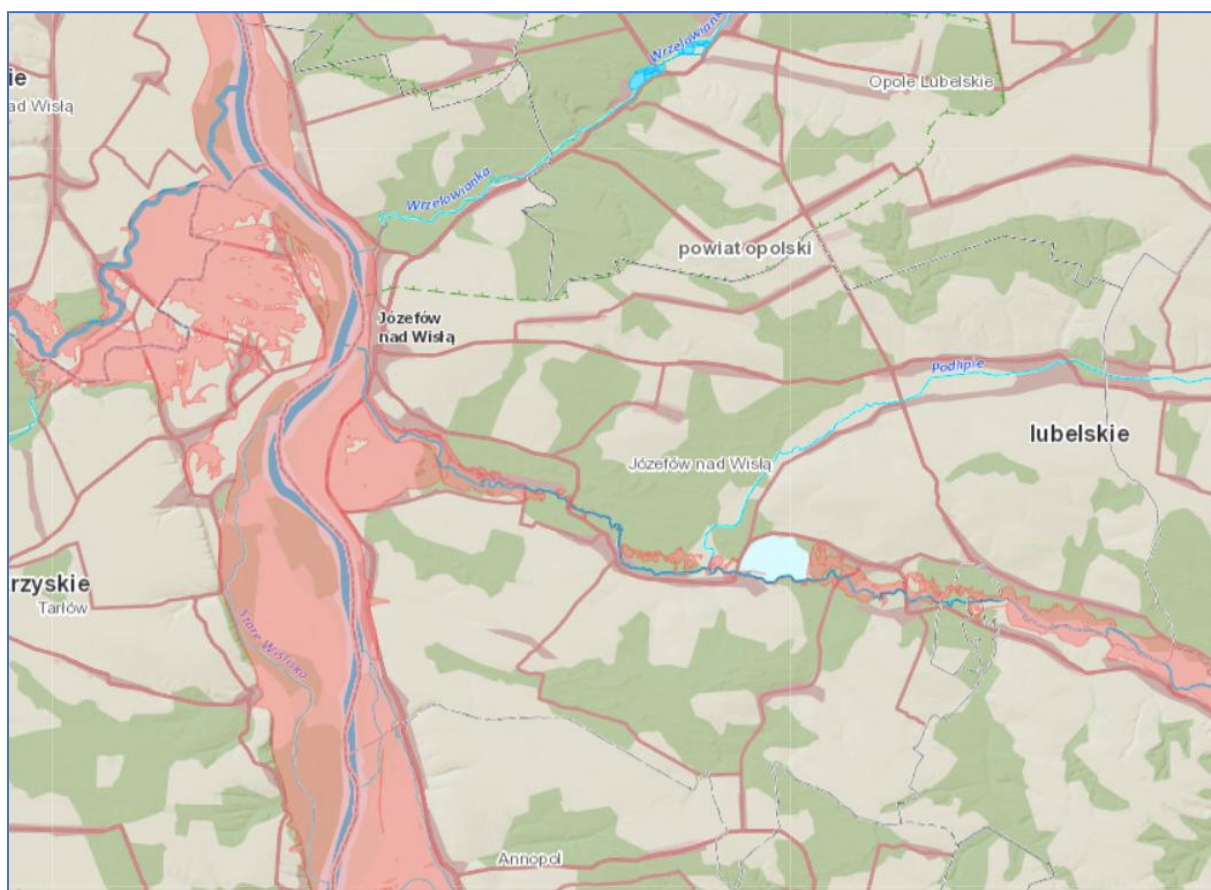 Wrzelowianka
ie
ad Wisłą
Opole Lubelskie
Wrzelowianka
powiat opolski
Józefów
nad Wisłą
Podlipie
lubelskie
Józefów nad Wisłą
rzyskie
Tarłów
Stare Wiślisko
Annopol